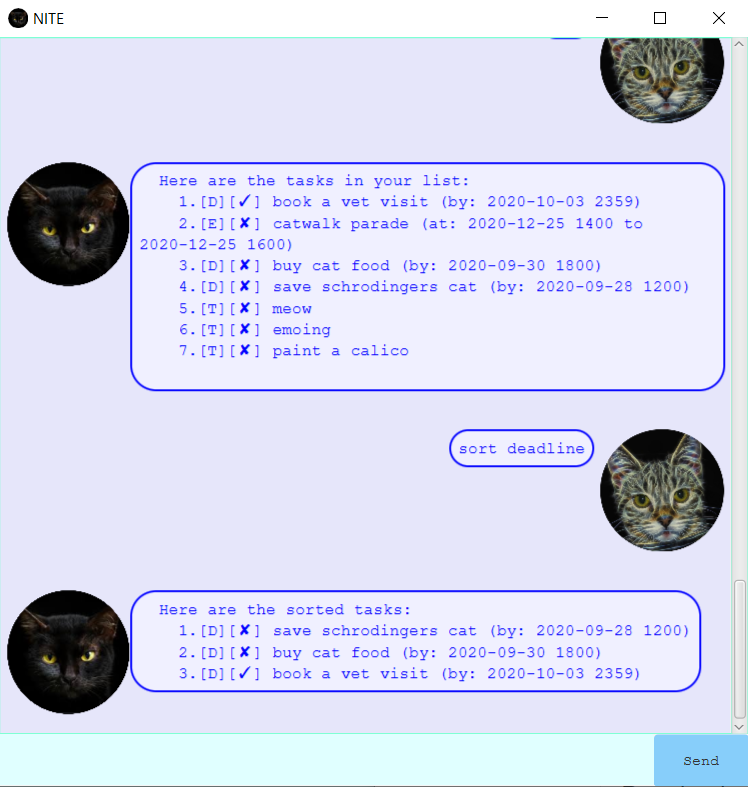 NITE
Here are the tasks in your list:
1.[D][✓] book a vet visit (by: 2020-10-03 2359)
2.[E][✘] catwalk parade (at: 2020-12-25 1400 to
2020-12-25 1600)
3.[D][✘] buy cat food (by: 2020-09-30 1800)
4.[D][✘] save schrodingers cat (by: 2020-09-28 1200)
5.[T][✘] meow
6.[T][✘] emoing
7.[T][✘] paint a calico
sort deadline
Here are the sorted tasks:
1.[D][✘] save schrodingers cat (by: 2020-09-28 1200)
2.[D][✘] buy cat food (by: 2020-09-30 1800)
3.[D][✓] book a vet visit (by: 2020-10-03 2359)
Send